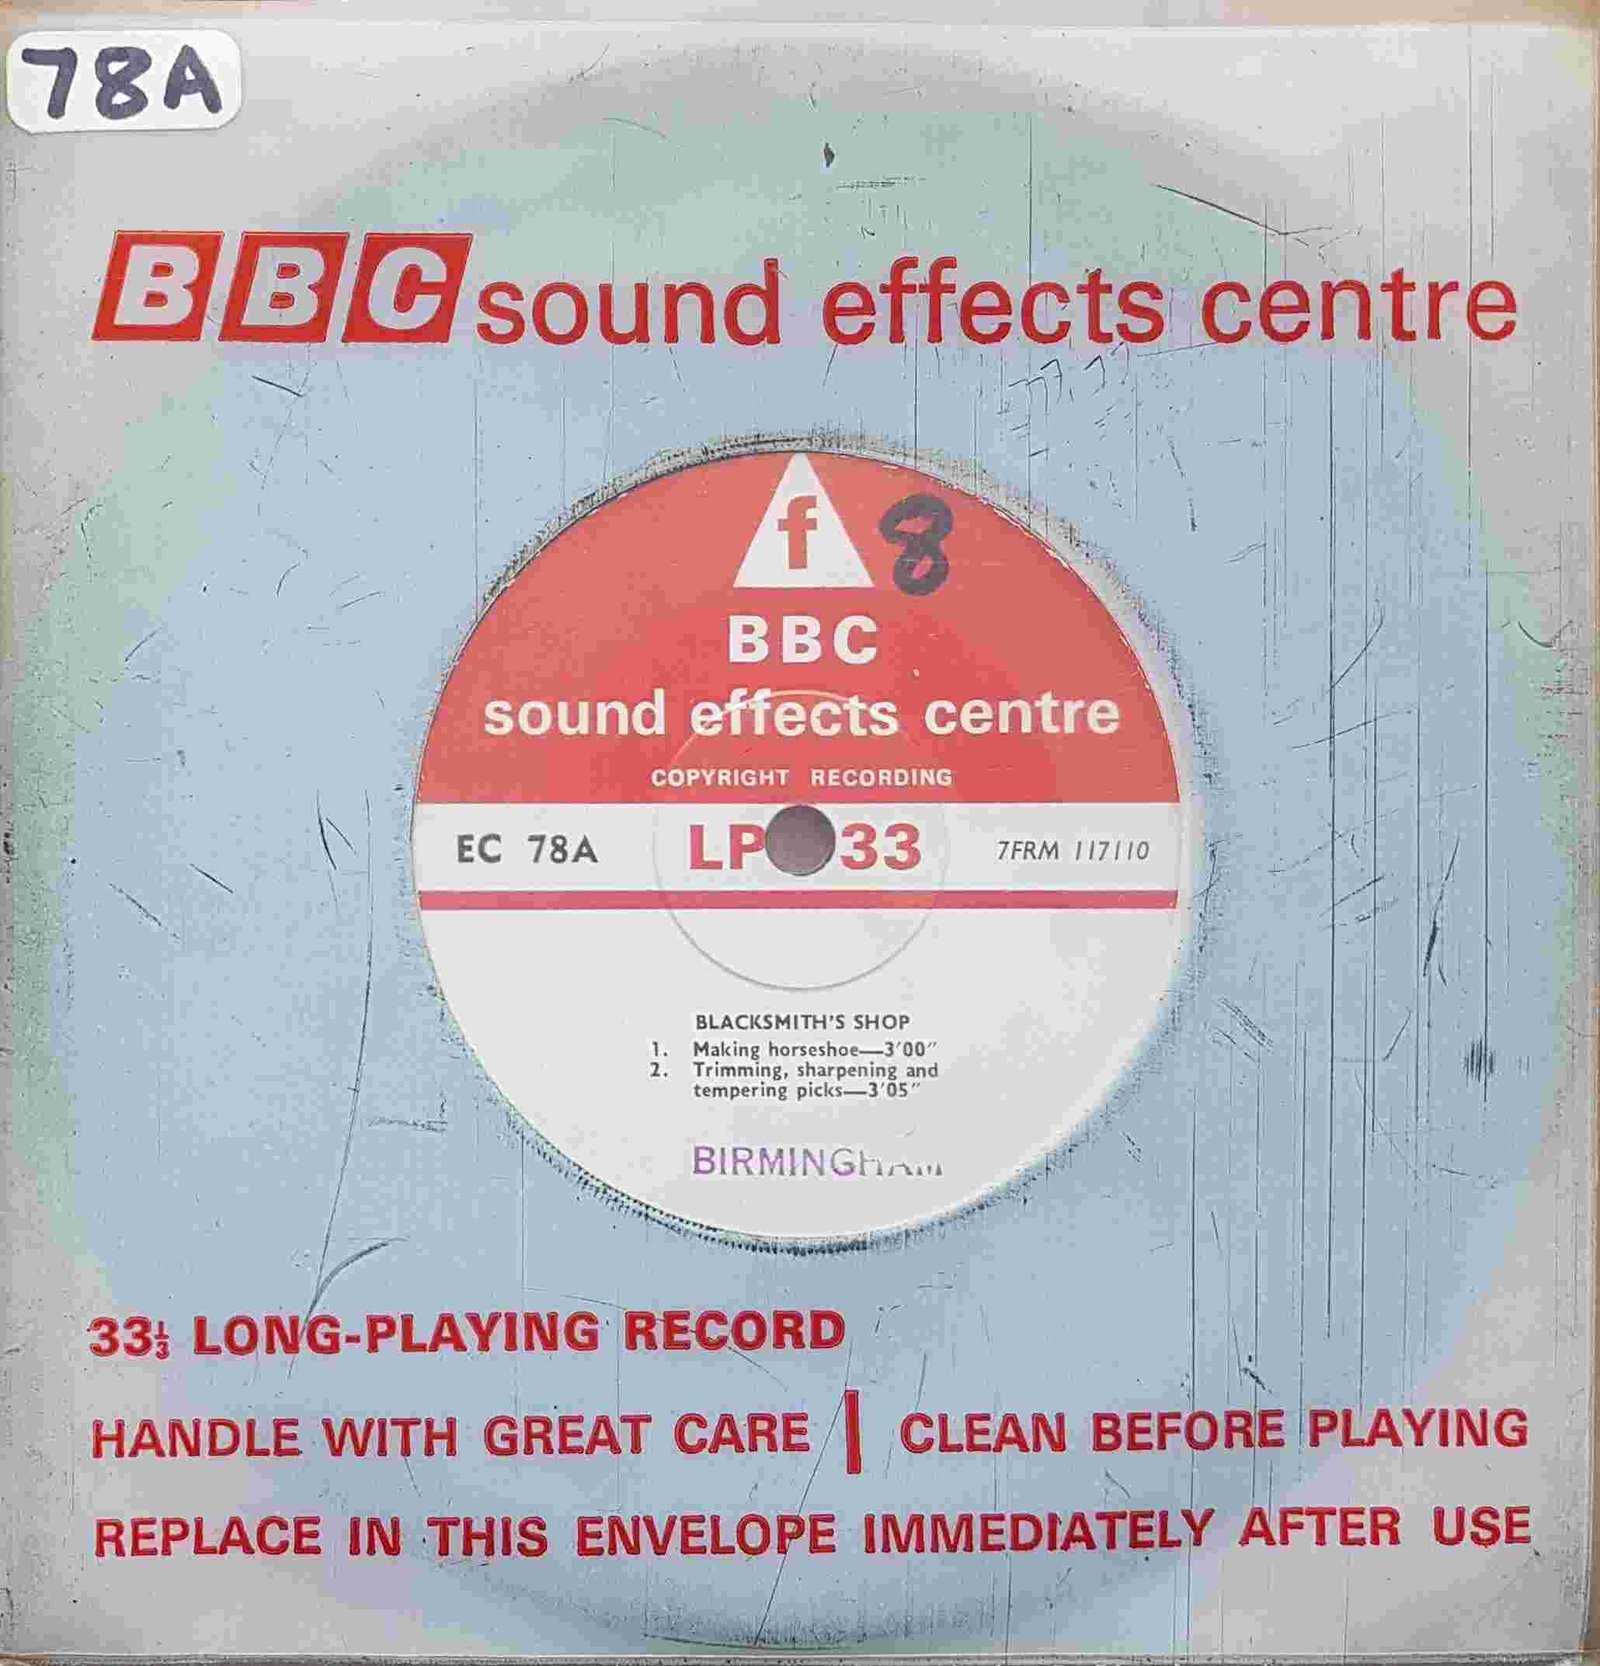 78A
BBC sound effects centre
f 8
BBC
sound effects centre
COPYRIGHT RECORDING
EC 78A LP 33 7FRM 117110
BLACKSMITH'S SHOP
1. Making horseshoe—3′00″
2. Trimming, sharpening and
tempering picks—3′05″
BIRMINGHAM
33⅓ LONG-PLAYING RECORD
HANDLE WITH GREAT CARE | CLEAN BEFORE PLAYING
REPLACE IN THIS ENVELOPE IMMEDIATELY AFTER USE